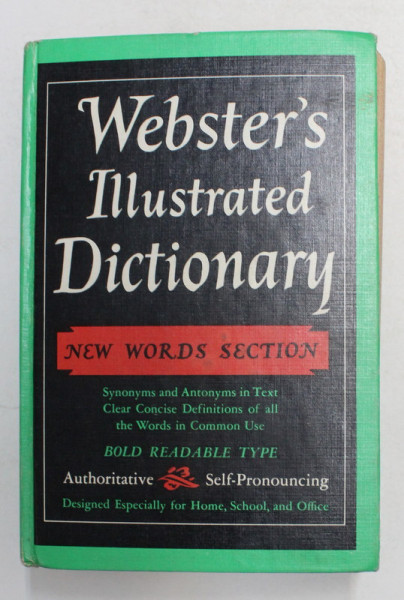 Webster's
Illustrated
Dictionary
NEW WORDS SECTION
Synonyms and Antonyms in Text
Clear Concise Definitions of all
the Words in Common Use
BOLD READABLE TYPE
Authoritative Self-Pronouncing
Designed Especially for Home, School, and Office